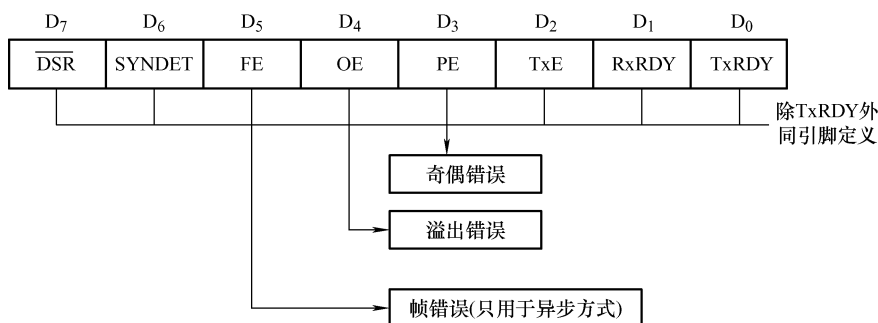 D7 D6 D5 D4 D3 D2 D1 D0
DSR SYNDET FE OE PE TxE RxRDY TxRDY
除TxRDY外
同引脚定义
奇偶错误
溢出错误
帧错误(只用于异步方式)